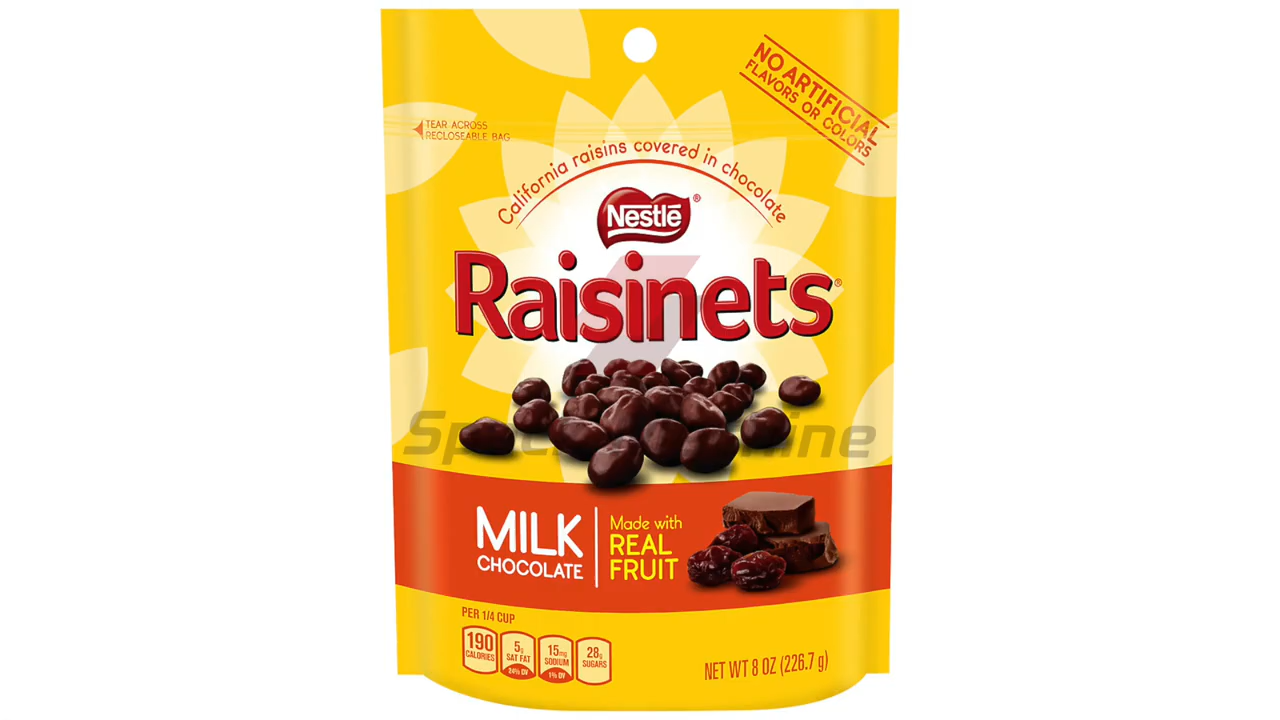 NO ARTIFICIAL
FLAVORS OR COLORS
TEAR ACROSS
RECLOSEABLE BAG
California raisins covered in chocolate
Nestlé®
Raisinets®
MILK
CHOCOLATE
Made with
REAL
FRUIT
PER 1/4 CUP
190
CALORIES
5g
SAT FAT
24% DV
15mg
SODIUM
1% DV
28g
SUGARS
NET WT 8 OZ (226.7 g)